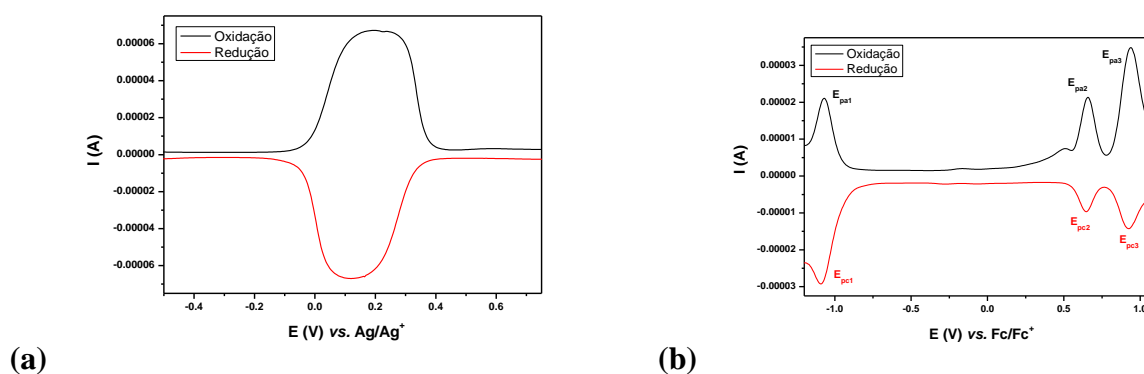 Oxidação
Redução
0.00006
0.00004
0.00002
0.00000
-0.00002
-0.00004
-0.00006
I (A)
-0.4
-0.2
0.0
0.2
0.4
0.6
E (V) vs. Ag/Ag+
(a)
Oxidação
Redução
Epa1
Epa2
Epa3
Epc1
Epc2
Epc3
0.00003
0.00002
0.00001
0.00000
-0.00001
-0.00002
-0.00003
I (A)
-1.0
-0.5
0.0
0.5
1.0
E (V) vs. Fc/Fc+
(b)